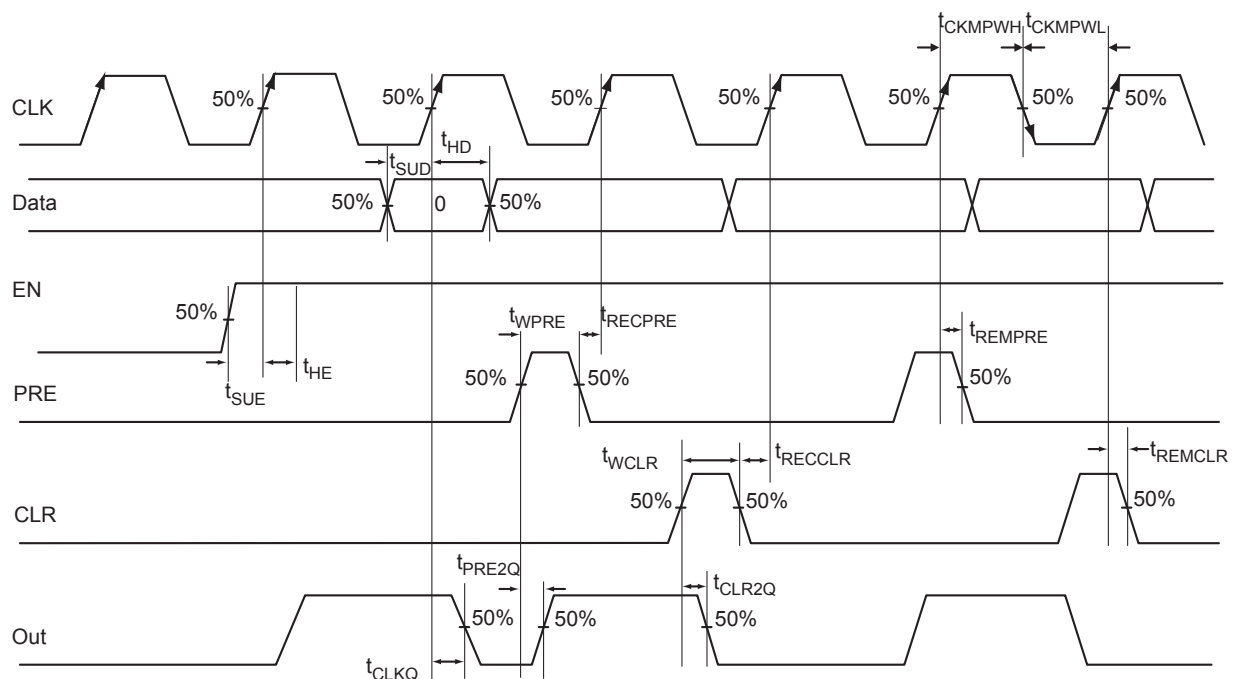 tCKMPWH tCKMPWL
CLK 50% 50% 50% 50% 50% 50% 50%
tSUD tHD
Data 50% 0 50%
EN
50%
tSUE tHE tWPRE tRECPRE tREMPRE
PRE 50% 50% 50%
tWCLR tRECCLR tREMCLR
CLR 50% 50% 50%
tPRE2Q tCLR2Q
Out 50% 50% 50%
tCLKQ